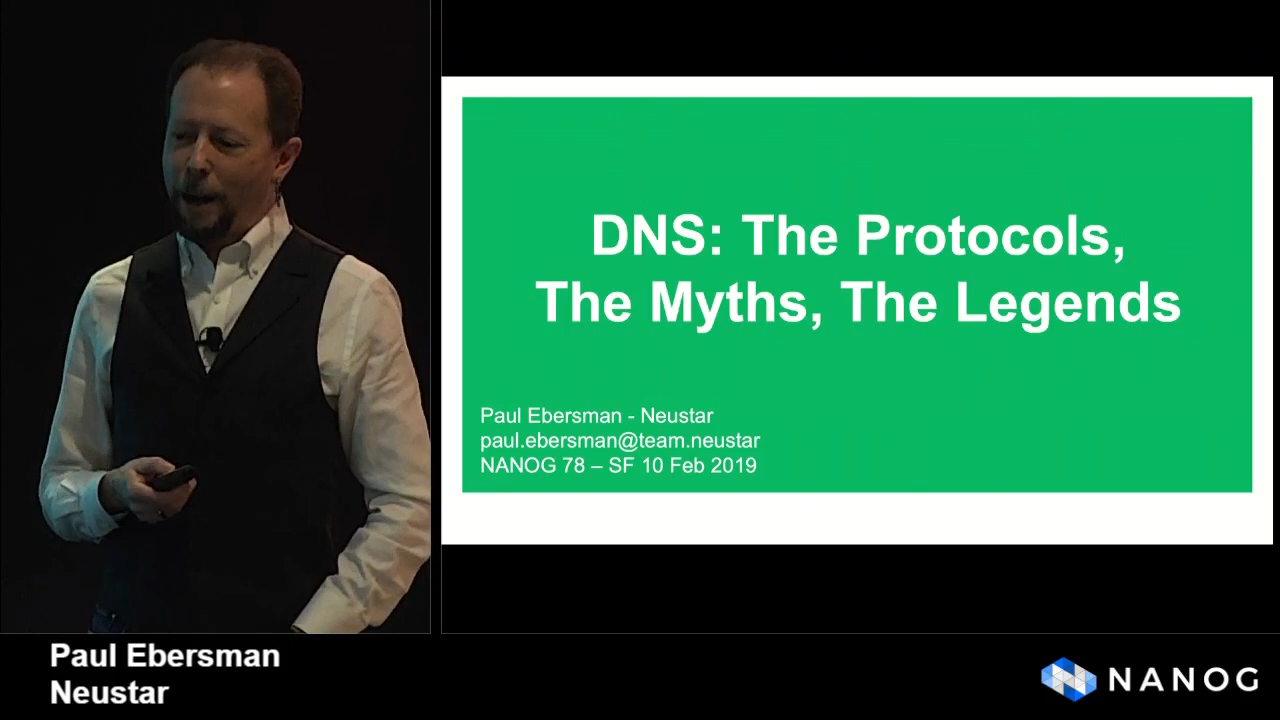 DNS: The Protocols,
The Myths, The Legends
Paul Ebersman - Neustar
paul.ebersman@team.neustar
NANOG 78 – SF 10 Feb 2019
Paul Ebersman
Neustar
NANOG